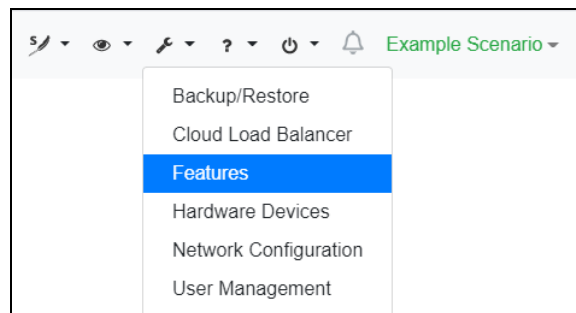 s ? Example Scenario
Backup/Restore
Cloud Load Balancer
Features
Hardware Devices
Network Configuration
User Management